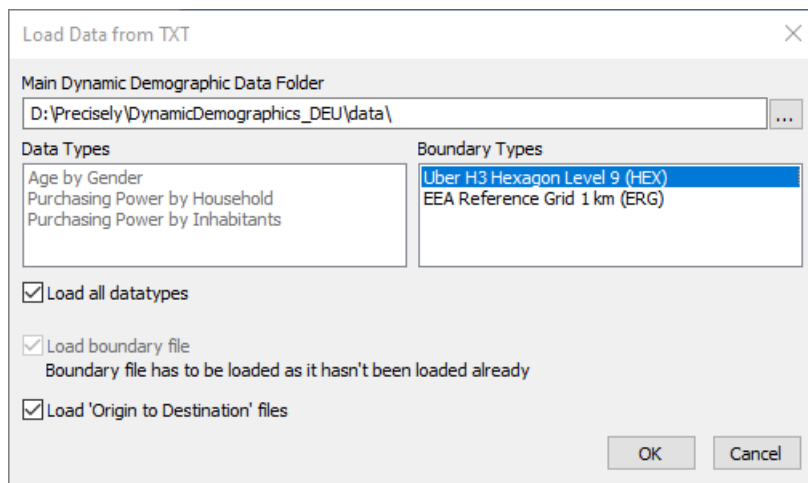 Load Data from TXT
Main Dynamic Demographic Data Folder
D:\Precisely\DynamicDemographics_DEU\data\
...
Data Types
Age by Gender
Purchasing Power by Household
Purchasing Power by Inhabitants
Boundary Types
Uber H3 Hexagon Level 9 (HEX)
EEA Reference Grid 1 km (ERG)
Load all datatypes
Load boundary file
Boundary file has to be loaded as it hasn't been loaded already
Load 'Origin to Destination' files
OK
Cancel